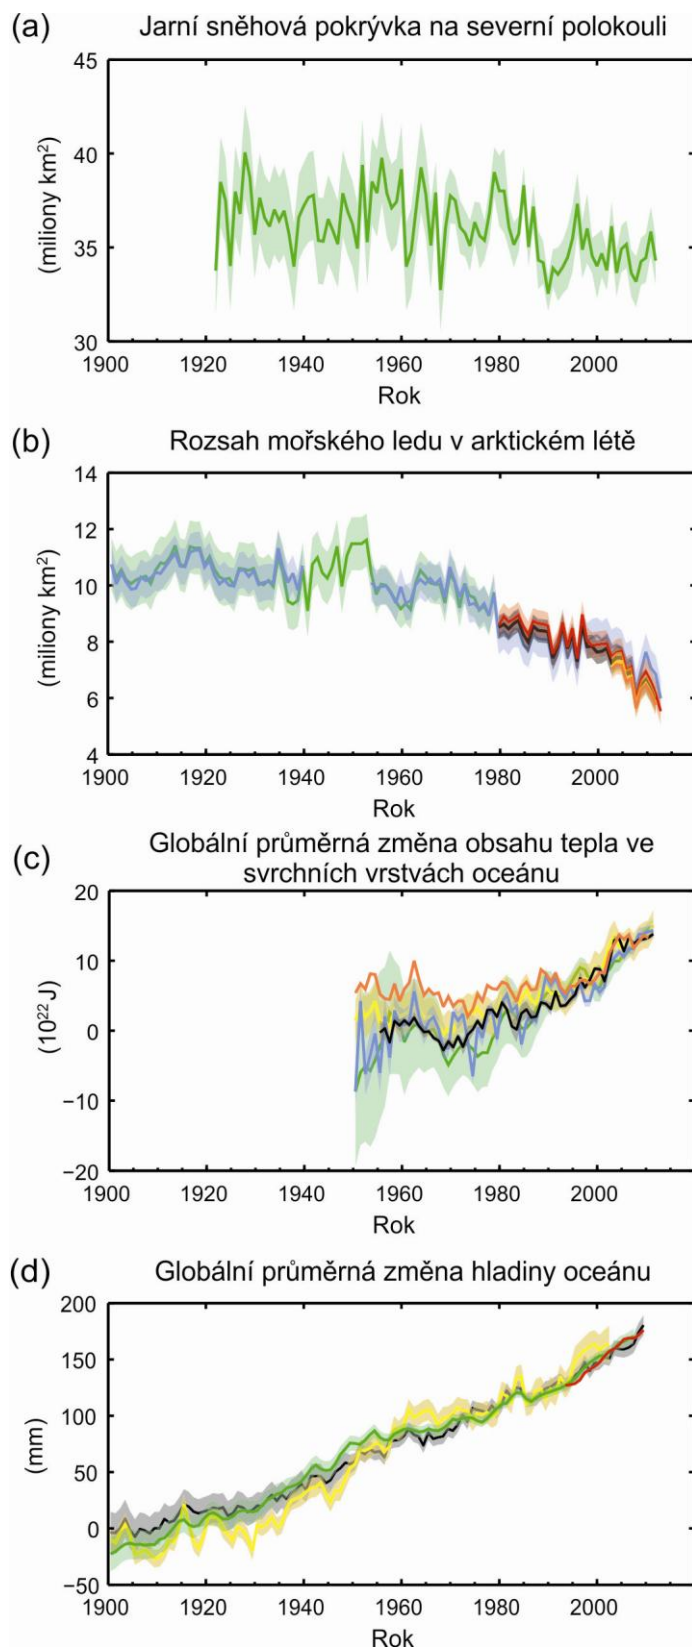 (a) Jarní sněhová pokrývka na severní polokouli
45
40
35
30
(miliony km²)
1900 1920 1940 1960 1980 2000
Rok
(b) Rozsah mořského ledu v arktickém létě
14
12
10
8
6
4
(miliony km²)
1900 1920 1940 1960 1980 2000
Rok
(c) Globální průměrná změna obsahu tepla ve
svrchních vrstvách oceánu
20
10
0
−10
−20
(10²² J)
1900 1920 1940 1960 1980 2000
Rok
(d) Globální průměrná změna hladiny oceánu
200
150
100
50
0
−50
(mm)
1900 1920 1940 1960 1980 2000
Rok